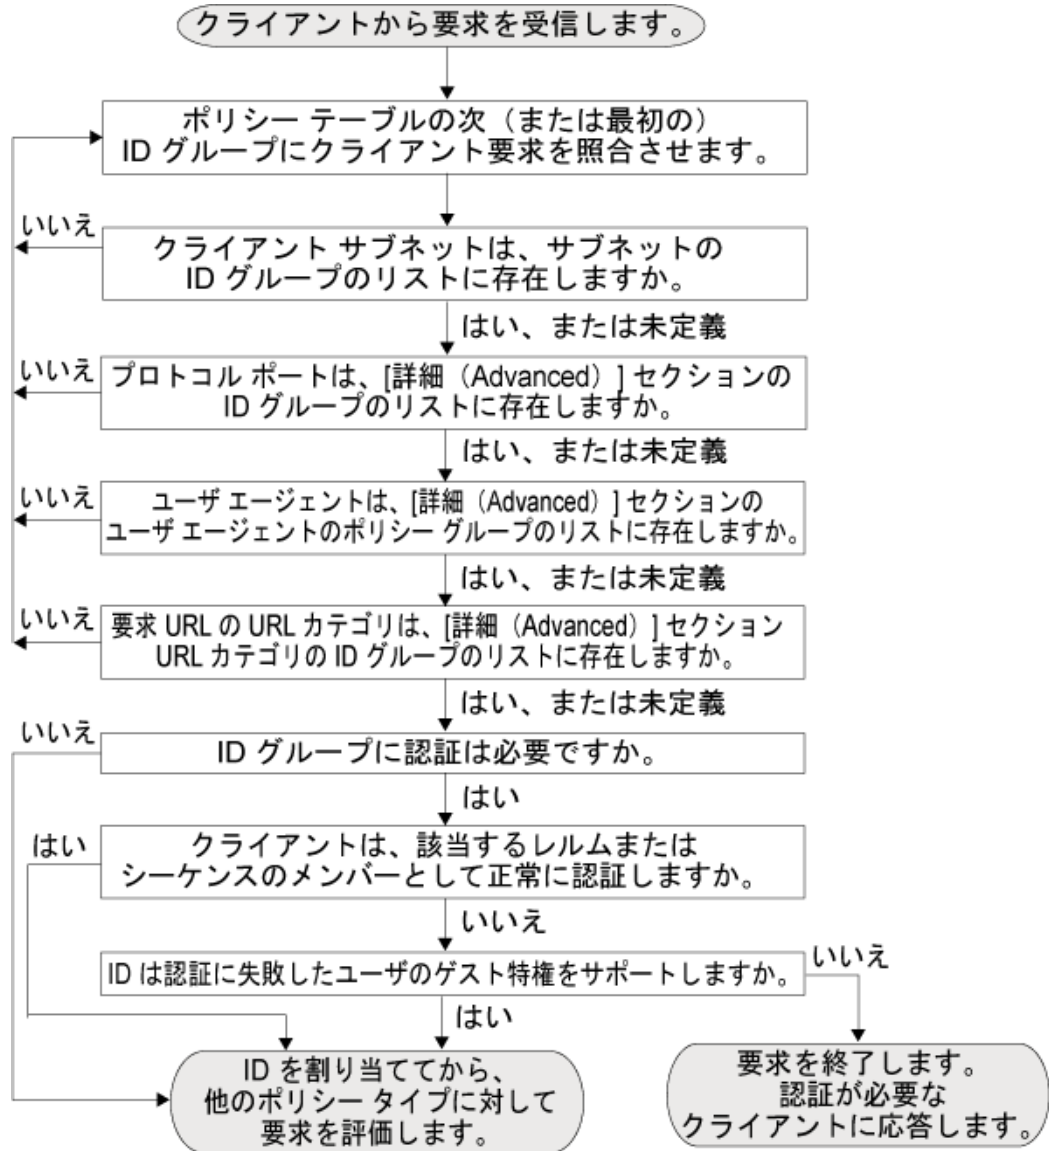 クライアントから要求を受信します。
ポリシー テーブルの次（または最初の）
ID グループにクライアント要求を照合させます。
いいえ
クライアント サブネットは、サブネットの
ID グループのリストに存在しますか。
はい、または未定義
いいえ
プロトコル ポートは、[詳細（Advanced）] セクションの
ID グループのリストに存在しますか。
はい、または未定義
いいえ
ユーザ エージェントは、[詳細（Advanced）] セクションの
ユーザ エージェントのポリシー グループのリストに存在しますか。
はい、または未定義
いいえ
要求 URL の URL カテゴリは、[詳細（Advanced）] セクション
URL カテゴリの ID グループのリストに存在しますか。
はい、または未定義
いいえ
ID グループに認証は必要ですか。
はい
はい
クライアントは、該当するレルムまたは
シーケンスのメンバーとして正常に認証しますか。
いいえ
ID は認証に失敗したユーザのゲスト特権をサポートしますか。
いいえ
はい
ID を割り当ててから、
他のポリシー タイプに対して
要求を評価します。
要求を終了します。
認証が必要な
クライアントに応答します。